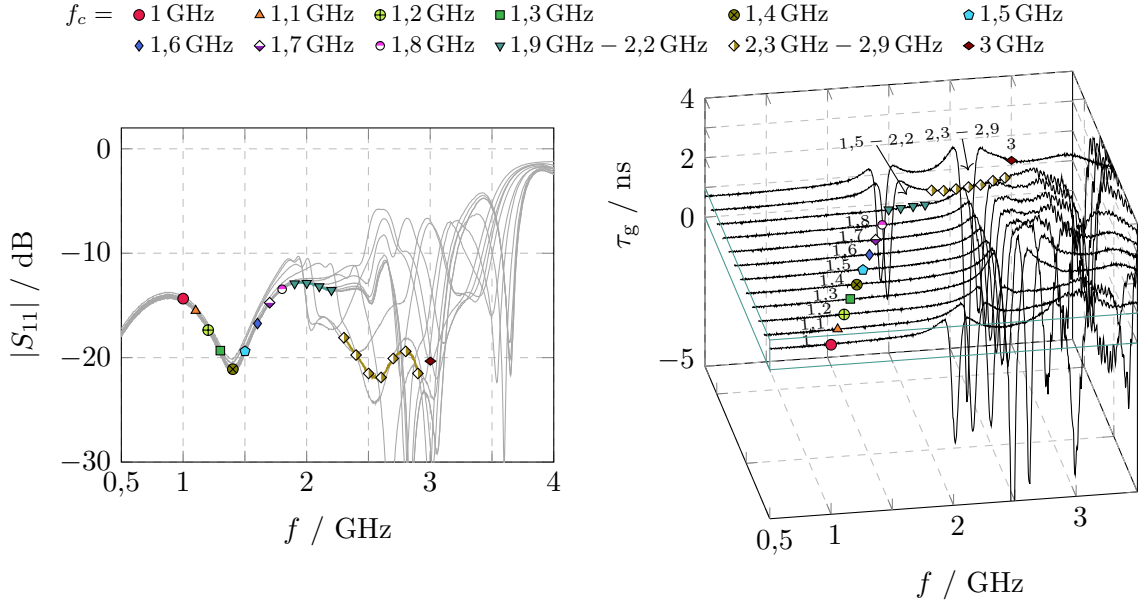 f_c = 1 GHz 1,1 GHz 1,2 GHz 1,3 GHz 1,4 GHz 1,5 GHz
1,6 GHz 1,7 GHz 1,8 GHz 1,9 GHz − 2,2 GHz 2,3 GHz − 2,9 GHz 3 GHz
0
−10
−20
−30
|S₁₁| / dB
0,5 1 2 3 4
f / GHz
4
2
0
−5
τ_g / ns
1,5 − 2,2 2,3 − 2,9 3
1,8
1,7
1,6
1,5
1,4
1,3
1,2
1,1
1
0,5 1 2 3
f / GHz